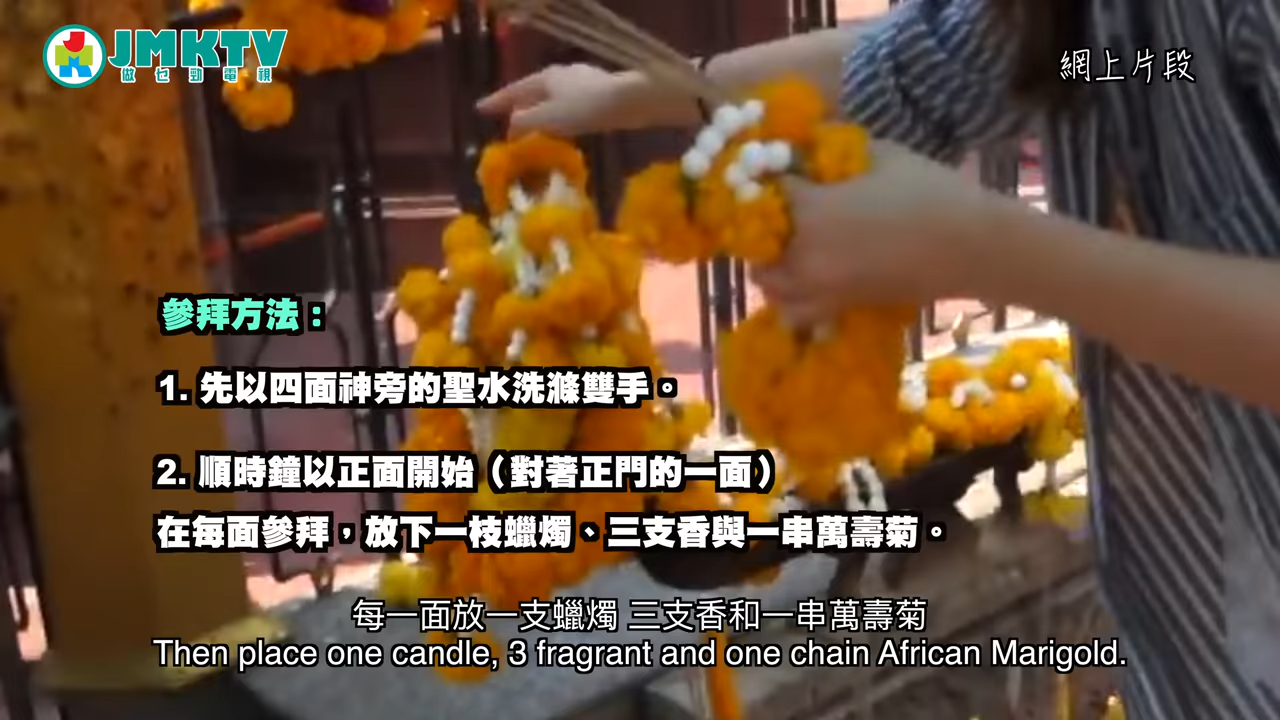 JMKTV
做乜勁電視
網上片段
參拜方法：
1. 先以四面神旁的聖水洗滌雙手。
2. 順時鐘以正面開始（對著正門的一面）
在每面參拜，放下一枝蠟燭、三支香與一串萬壽菊。
每一面放一支蠟燭 三支香和一串萬壽菊
Then place one candle, 3 fragrant and one chain African Marigold.